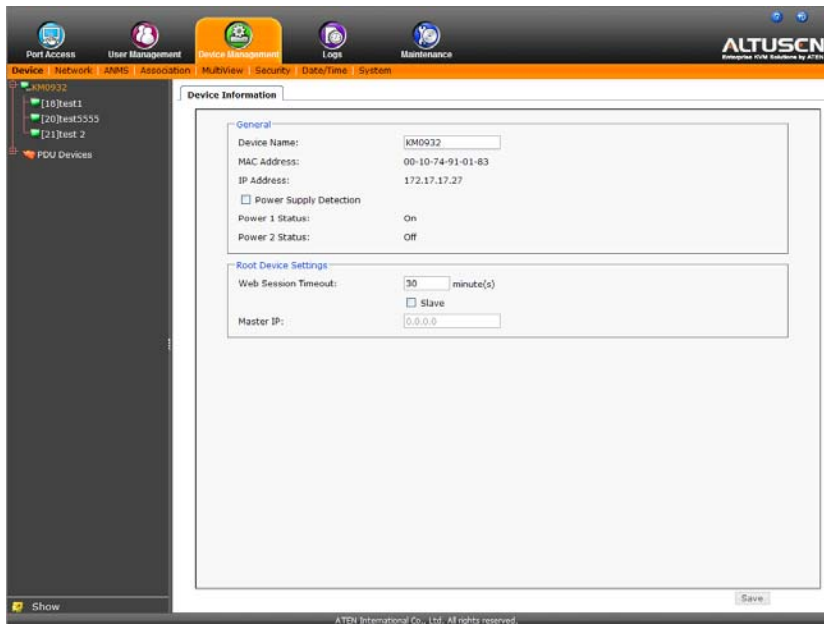 Port Access
User Management
Device Management
Logs
Maintenance
ALTUSEN
Enterprise KVM Solutions by ATEN
Device Network ANMS Association MultiView Security Date/Time System
KM0932
[18]test1
[20]test5555
[21]test 2
PDU Devices
Device Information
General
Device Name: KM0932
MAC Address: 00-10-74-91-01-83
IP Address: 172.17.17.27
Power Supply Detection
Power 1 Status: On
Power 2 Status: Off
Root Device Settings
Web Session Timeout: 30 minute(s)
Slave
Master IP: 0.0.0.0
Save
Show
ATEN International Co., Ltd. All rights reserved.